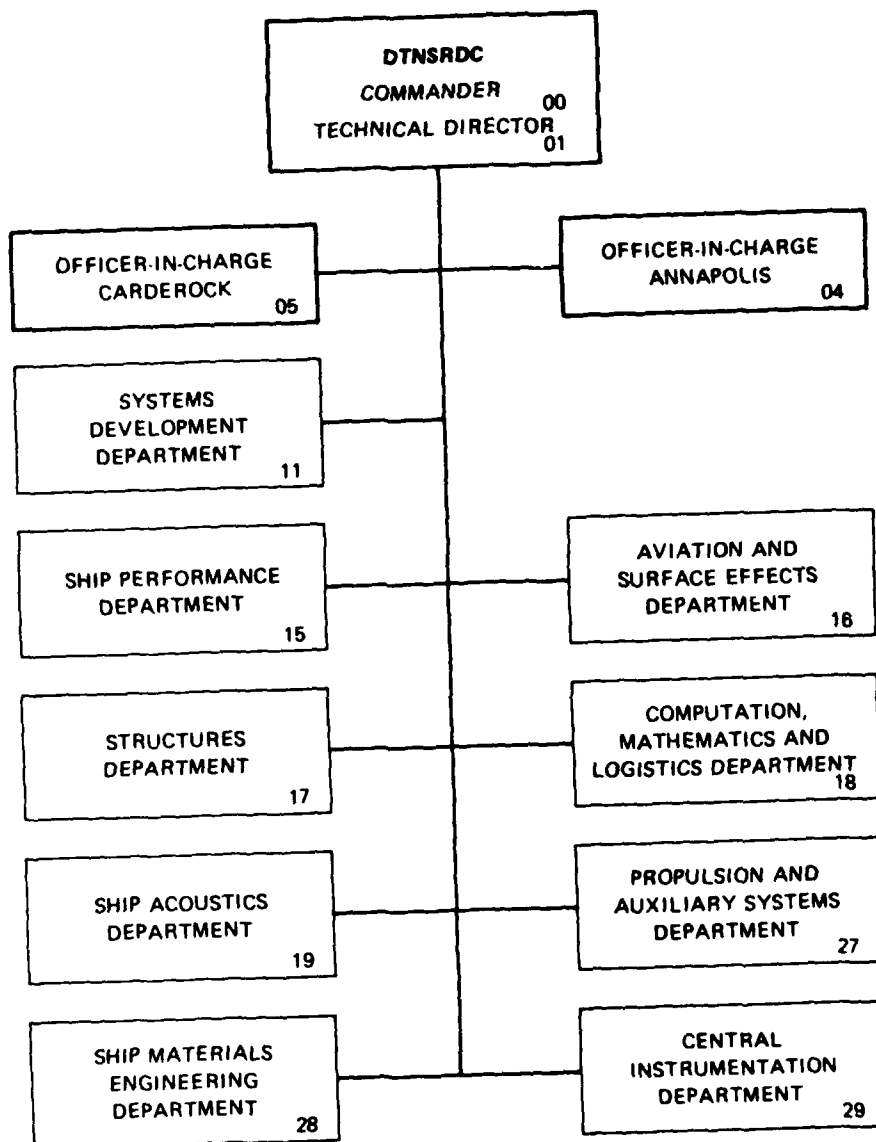 DTNSRDC
COMMANDER
00
TECHNICAL DIRECTOR
01
OFFICER-IN-CHARGE
CARDEROCK
05
OFFICER-IN-CHARGE
ANNAPOLIS
04
SYSTEMS
DEVELOPMENT
DEPARTMENT
11
SHIP PERFORMANCE
DEPARTMENT
15
AVIATION AND
SURFACE EFFECTS
DEPARTMENT
16
STRUCTURES
DEPARTMENT
17
COMPUTATION,
MATHEMATICS AND
LOGISTICS DEPARTMENT
18
SHIP ACOUSTICS
DEPARTMENT
19
PROPULSION AND
AUXILIARY SYSTEMS
DEPARTMENT
27
SHIP MATERIALS
ENGINEERING
DEPARTMENT
28
CENTRAL
INSTRUMENTATION
DEPARTMENT
29